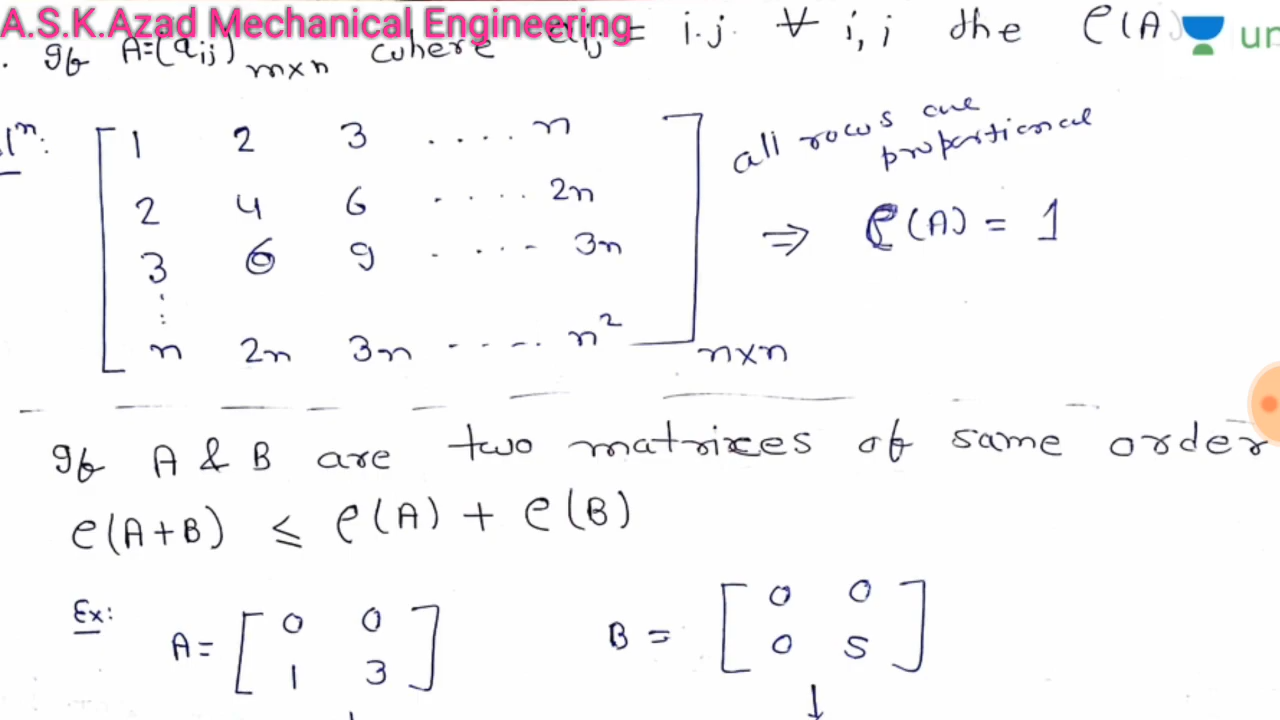 A.S.K.Azad Mechanical Engineering
. If A=(aij)m×n where aij = i.j. ∀ i,j the ρ(A)
un
lⁿ:
1 2 3 .... n
2 4 6 .... 2n
3 6 9 .... 3n
:
n 2n 3n ..... n²
n×n
all rows are
proportional
⇒ ρ(A) = 1
If A & B are two matrices of same order
ρ(A+B) ≤ ρ(A) + ρ(B)
Ex:
A = [ 0 0
1 3 ]
B = [ 0 0
0 5 ]